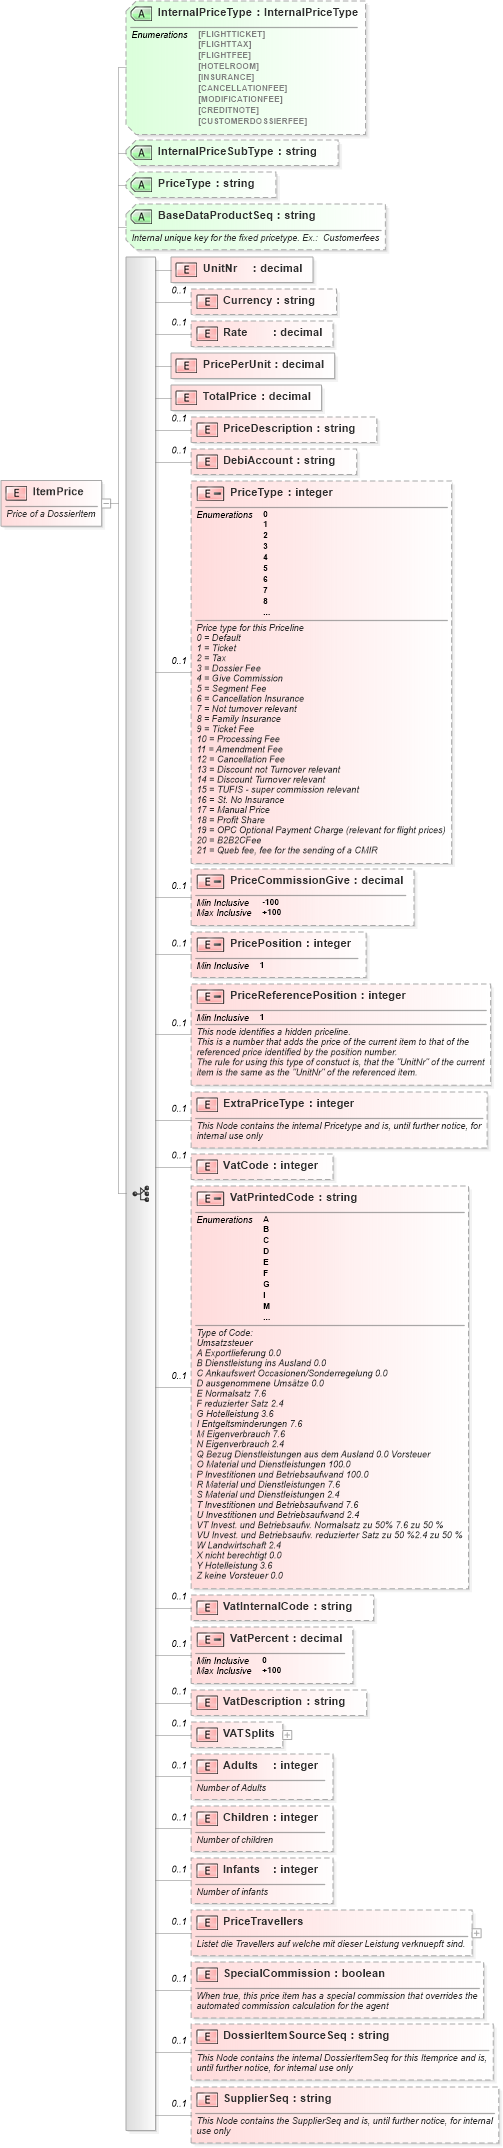 A InternalPriceType : InternalPriceType
Enumerations [FLIGHTTICKET]
[FLIGHTTAX]
[FLIGHTFEE]
[HOTELROOM]
[INSURANCE]
[CANCELLATIONFEE]
[MODIFICATIONFEE]
[CREDITNOTE]
[CUSTOMERDOSSIERFEE]
A InternalPriceSubType : string
A PriceType : string
A BaseDataProductSeq : string
Internal unique key for the fixed pricetype. Ex.: Customerfees
E UnitNr : decimal
0..1
E Currency : string
0..1
E Rate : decimal
E PricePerUnit : decimal
E TotalPrice : decimal
0..1
E PriceDescription : string
0..1
E DebiAccount : string
E ItemPrice
Price of a DossierItem
E PriceType : integer
Enumerations 0
1
2
3
4
5
6
7
8
...
Price type for this Priceline
0 = Default
1 = Ticket
2 = Tax
0..1
3 = Dossier Fee
4 = Give Commission
5 = Segment Fee
6 = Cancellation Insurance
7 = Not turnover relevant
8 = Family Insurance
9 = Ticket Fee
10 = Processing Fee
11 = Amendment Fee
12 = Cancellation Fee
13 = Discount not Turnover relevant
14 = Discount Turnover relevant
15 = TUFIS - super commission relevant
16 = St. No Insurance
17 = Manual Price
18 = Profit Share
19 = OPC Optional Payment Charge (relevant for flight prices)
20 = B2B2CFee
21 = Queb fee, fee for the sending of a CMIR
0..1
E PriceCommissionGive : decimal
Min Inclusive -100
Max Inclusive +100
0..1
E PricePosition : integer
Min Inclusive 1
E PriceReferencePosition : integer
Min Inclusive 1
0..1
This node identifies a hidden priceline.
This is a number that adds the price of the current item to that of the
referenced price identified by the position number.
The rule for using this type of constuct is, that the "UnitNr" of the current
item is the same as the "UnitNr" of the referenced item.
0..1
E ExtraPriceType : integer
This Node contains the internal Pricetype and is, until further notice, for
internal use only
0..1
E VatCode : integer
E VatPrintedCode : string
Enumerations A
B
C
D
E
F
G
I
M
...
Type of Code:
Umsatzsteuer
A Exportlieferung 0.0
B Dienstleistung ins Ausland 0.0
C Ankaufswert Occasionen/Sonderregelung 0.0
0..1
D ausgenommene Umsätze 0.0
E Normalsatz 7.6
F reduzierter Satz 2.4
G Hotelleistung 3.6
I Entgeltsminderungen 7.6
M Eigenverbrauch 7.6
N Eigenverbrauch 2.4
Q Bezug Dienstleistungen aus dem Ausland 0.0 Vorsteuer
O Material und Dienstleistungen 100.0
P Investitionen und Betriebsaufwand 100.0
R Material und Dienstleistungen 7.6
S Material und Dienstleistungen 2.4
T Investitionen und Betriebsaufwand 7.6
U Investitionen und Betriebsaufwand 2.4
VT Invest. und Betriebsaufw. Normalsatz zu 50% 7.6 zu 50 %
VU Invest. und Betriebsaufw. reduzierter Satz zu 50 %2.4 zu 50 %
W Landwirtschaft 2.4
X nicht berechtigt 0.0
Y Hotelleistung 3.6
Z keine Vorsteuer 0.0
0..1
E VatInternalCode : string
0..1
E VatPercent : decimal
Min Inclusive 0
Max Inclusive +100
0..1
E VatDescription : string
0..1
E VATSplits
0..1
E Adults : integer
Number of Adults
0..1
E Children : integer
Number of children
0..1
E Infants : integer
Number of infants
0..1
E PriceTravellers
Listet die Travellers auf welche mit dieser Leistung verknuepft sind.
0..1
E SpecialCommission : boolean
When true, this price item has a special commission that overrides the
automated commission calculation for the agent
0..1
E DossierItemSourceSeq : string
This Node contains the internal DossierItemSeq for this Itemprice and is,
until further notice, for internal use only
0..1
E SupplierSeq : string
This Node contains the SupplierSeq and is, until further notice, for internal
use only